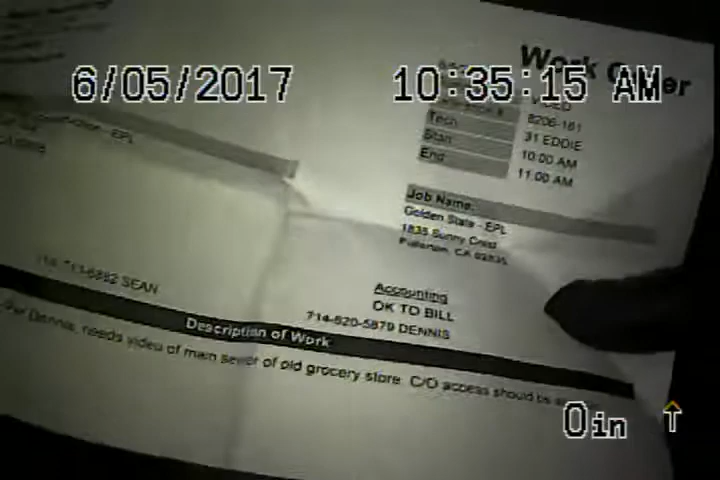 Work Order
6/05/2017 10:35:15 AM
VIDEO
8206-161
Tech 31 EDDIE
Start 10:00 AM
End 11:00 AM
- EPL
Job Name:
Golden State - EPL
1835 Sunny Crest
Fullerton, CA 92835
SEAN
Accounting
OK TO BILL
714-620-5879 DENNIS
Description of Work
Dennis, needs video of main sewer of old grocery store. C/O access should be
0in ↑